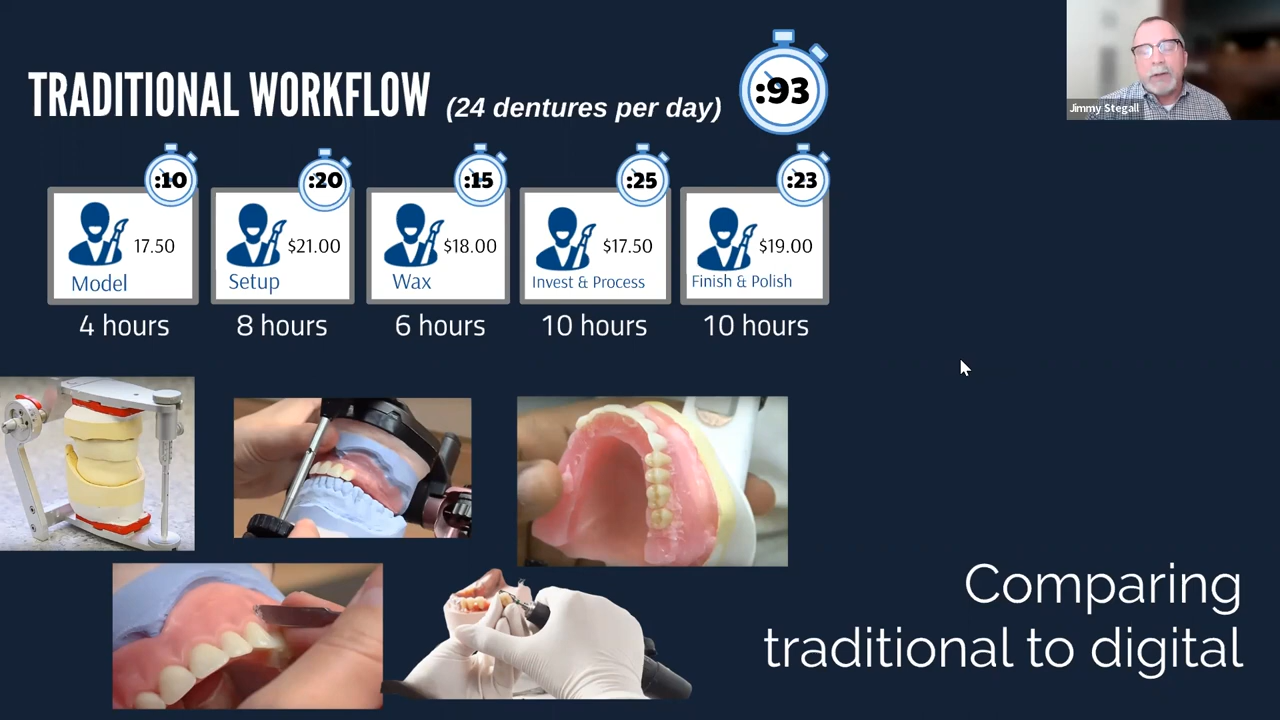 TRADITIONAL WORKFLOW (24 dentures per day) :93
Jimmy Stegall
:10 :20 :15 :25 :23
17.50 $21.00 $18.00 $17.50 $19.00
Model Setup Wax Invest & Process Finish & Polish
4 hours 8 hours 6 hours 10 hours 10 hours
Comparing
traditional to digital